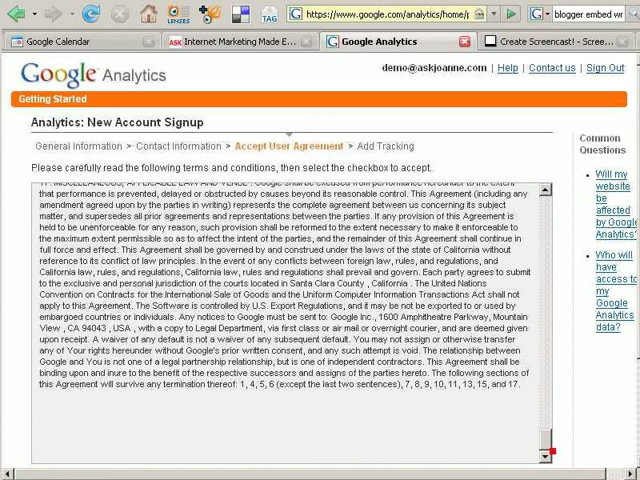 LENSES
TAG
https://www.google.com/analytics/home/p
blogger embed wr
Google Calendar
ASK Internet Marketing Made E...
Google Analytics
Create Screencast! - Scree...
Google Analytics
demo@askjoanne.com | Help | Contact us | Sign Out
Getting Started
Analytics: New Account Signup
General Information > Contact Information > Accept User Agreement > Add Tracking
Please carefully read the following terms and conditions, then select the checkbox to accept.
17. MISCELLANEOUS, APPLICABLE LAW AND VENUE . Google shall be excused from performance hereunder to the extent
that performance is prevented, delayed or obstructed by causes beyond its reasonable control. This Agreement (including any
amendment agreed upon by the parties in writing) represents the complete agreement between us concerning its subject
matter, and supersedes all prior agreements and representations between the parties. If any provision of this Agreement is
held to be unenforceable for any reason, such provision shall be reformed to the extent necessary to make it enforceable to
the maximum extent permissible so as to affect the intent of the parties, and the remainder of this Agreement shall continue in
full force and effect. This Agreement shall be governed by and construed under the laws of the state of California without
reference to its conflict of law principles. In the event of any conflicts between foreign law, rules, and regulations, and
California law, rules, and regulations, California law, rules and regulations shall prevail and govern. Each party agrees to submit
to the exclusive and personal jurisdiction of the courts located in Santa Clara County , California . The United Nations
Convention on Contracts for the International Sale of Goods and the Uniform Computer Information Transactions Act shall not
apply to this Agreement. The Software is controlled by U.S. Export Regulations, and it may be not be exported to or used by
embargoed countries or individuals. Any notices to Google must be sent to: Google Inc., 1600 Amphitheatre Parkway, Mountain
View , CA 94043 , USA , with a copy to Legal Department, via first class or air mail or overnight courier, and are deemed given
upon receipt. A waiver of any default is not a waiver of any subsequent default. You may not assign or otherwise transfer
any of Your rights hereunder without Google's prior written consent, and any such attempt is void. The relationship between
Google and You is not one of a legal partnership relationship, but is one of independent contractors. This Agreement shall be
binding upon and inure to the benefit of the respective successors and assigns of the parties hereto. The following sections of
this Agreement will survive any termination thereof: 1, 4, 5, 6 (except the last two sentences), 7, 8, 9, 10, 11, 13, 15, and 17.
Common
Questions
Will my
website
be
affected
by Google
Analytics?
Who will
have
access to
my
Google
Analytics
data?